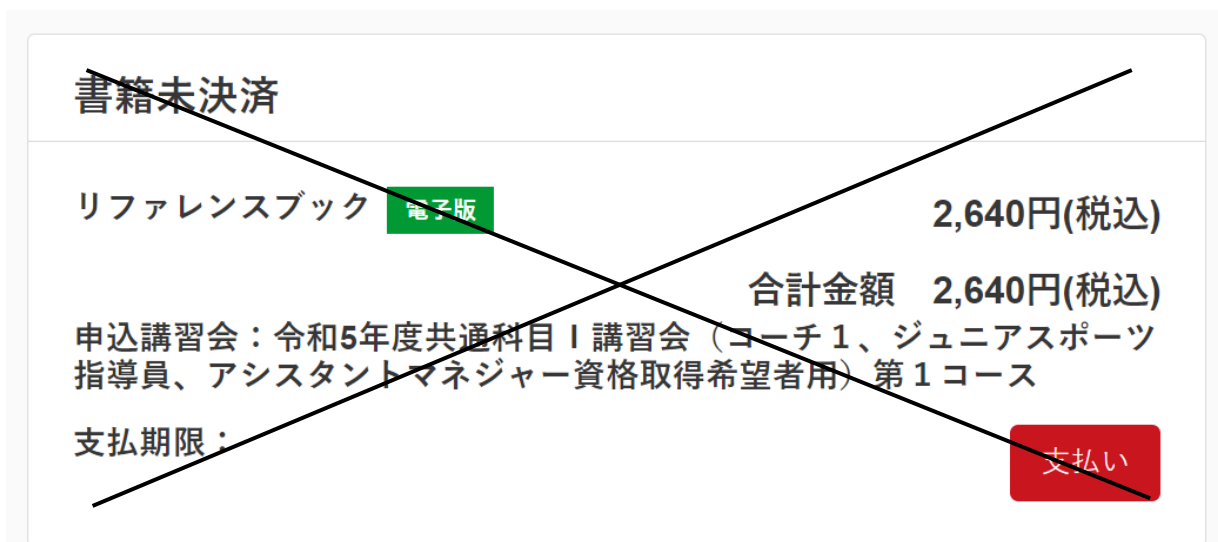 書籍未決済
リファレンスブック 電子版 2,640円(税込)
合計金額 2,640円(税込)
申込講習会：令和5年度共通科目Ⅰ講習会（コーチ１、ジュニアスポーツ
指導員、アシスタントマネジャー資格取得希望者用）第１コース
支払期限：
支払い